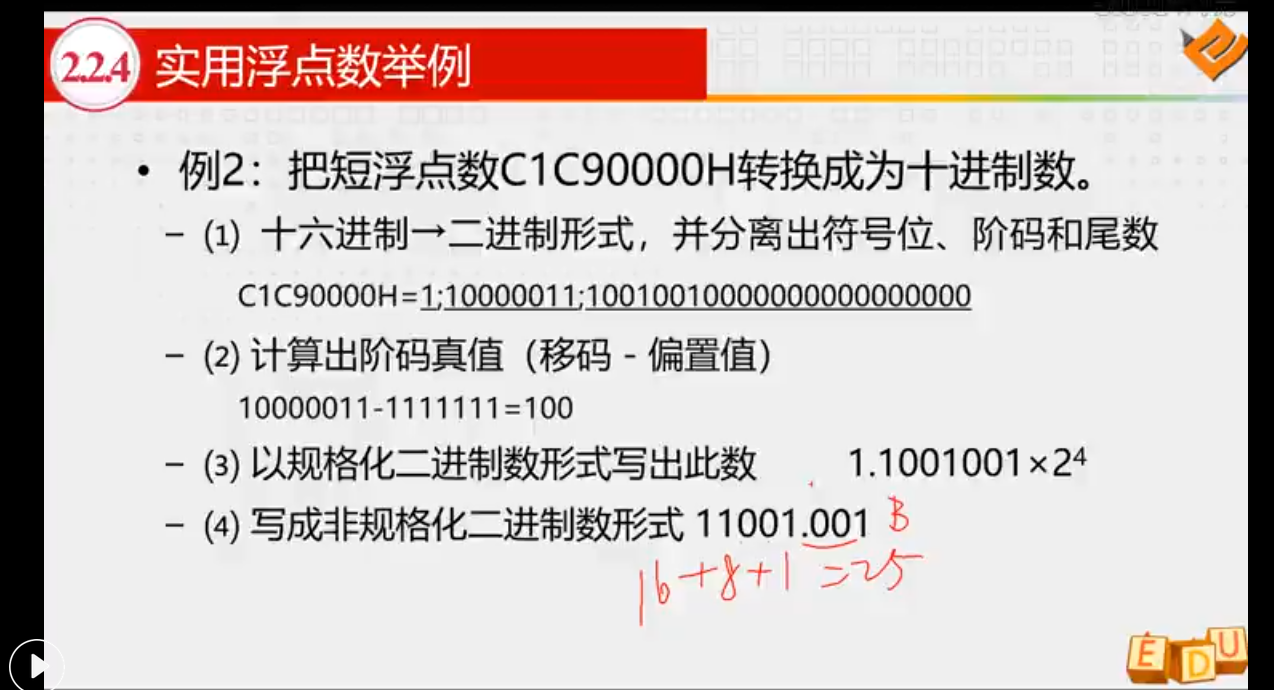 2.2.4 实用浮点数举例
• 例2：把短浮点数C1C90000H转换成为十进制数。
– (1) 十六进制→二进制形式，并分离出符号位、阶码和尾数
C1C90000H=1;10000011;10010010000000000000000
– (2) 计算出阶码真值（移码 - 偏置值）
10000011-1111111=100
– (3) 以规格化二进制数形式写出此数 1.1001001×2⁴
– (4) 写成非规格化二进制数形式 11001.001 B
16+8+1=25
EDU